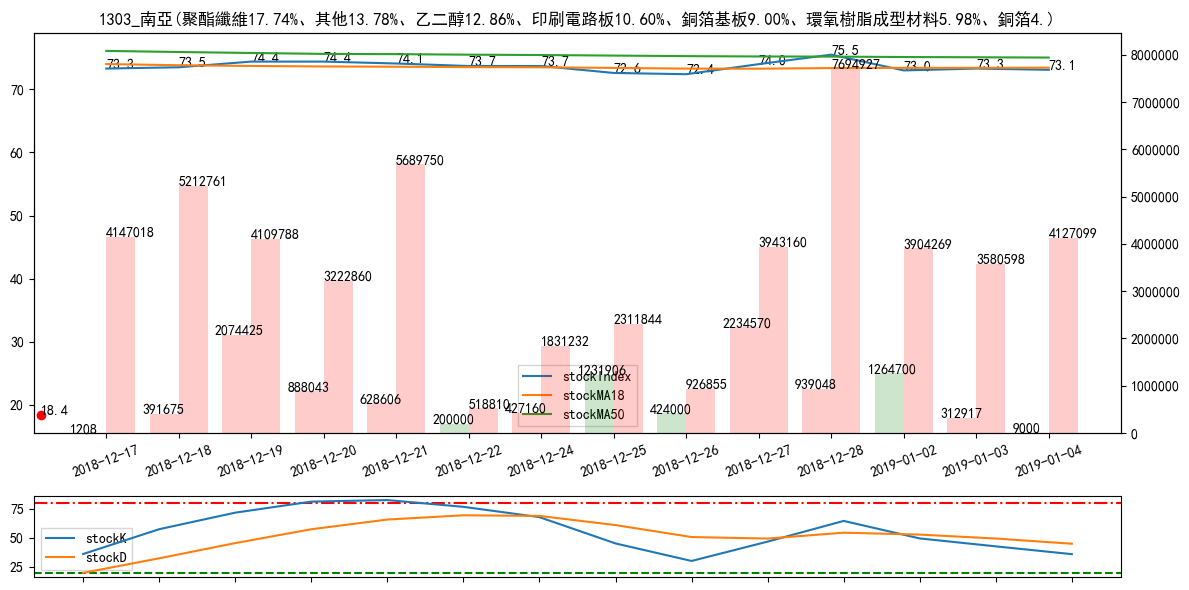 1303_南亞(聚酯纖維17.74%、其他13.78%、乙二醇12.86%、印刷電路板10.60%、銅箔基板9.00%、環氧樹脂成型材料5.98%、銅箔4.)
73.3 73.5 74.4 74.4 74.1 73.7 73.7 72.6 72.4 74.0 75.5 73.0 73.3 73.1
70
60
50
40
30
20
8000000
7000000
6000000
5000000
4000000
3000000
2000000
1000000
0
4147018 5212761 4109788 3222860 5689750 518810 1831232 2311844 926855 3943160 7694927 3904269 3580598 4127099
1208 391675 2074425 888043 628606 200000 427160 1231906 424000 2234570 939048 1264700 312917 9000
18.4
stockIndex
stockMA18
stockMA50
2018-12-17 2018-12-18 2018-12-19 2018-12-20 2018-12-21 2018-12-22 2018-12-24 2018-12-25 2018-12-26 2018-12-27 2018-12-28 2019-01-02 2019-01-03 2019-01-04
75
50
25
stockK
stockD